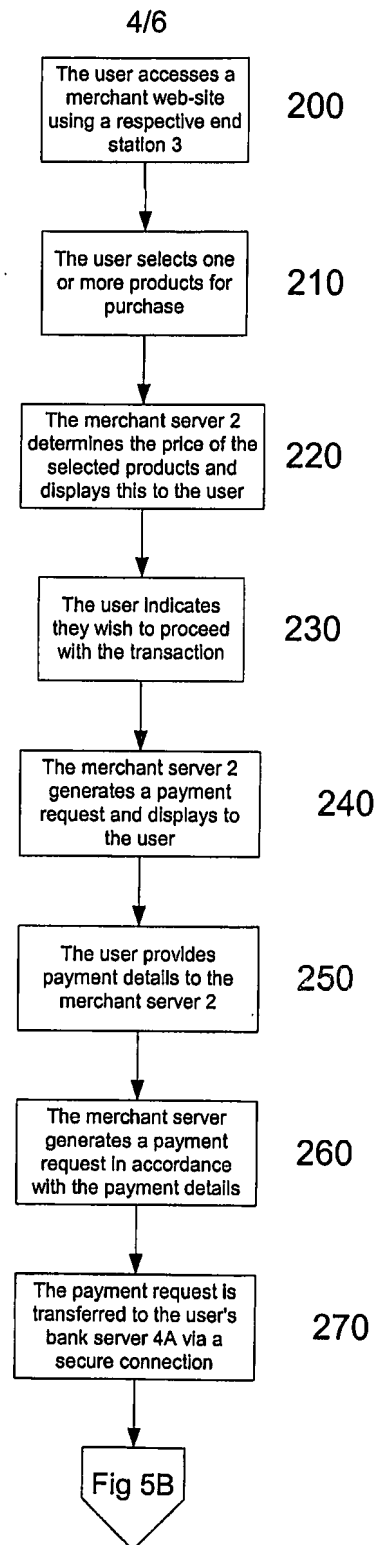 4/6
The user accesses a
merchant web-site
using a respective end
station 3
200
The user selects one
or more products for
purchase
210
The merchant server 2
determines the price of the
selected products and
displays this to the user
220
The user indicates
they wish to proceed
with the transaction
230
The merchant server 2
generates a payment
request and displays to
the user
240
The user provides
payment details to the
merchant server 2
250
The merchant server
generates a payment
request in accordance
with the payment details
260
The payment request is
transferred to the user's
bank server 4A via a
secure connection
270
Fig 5B